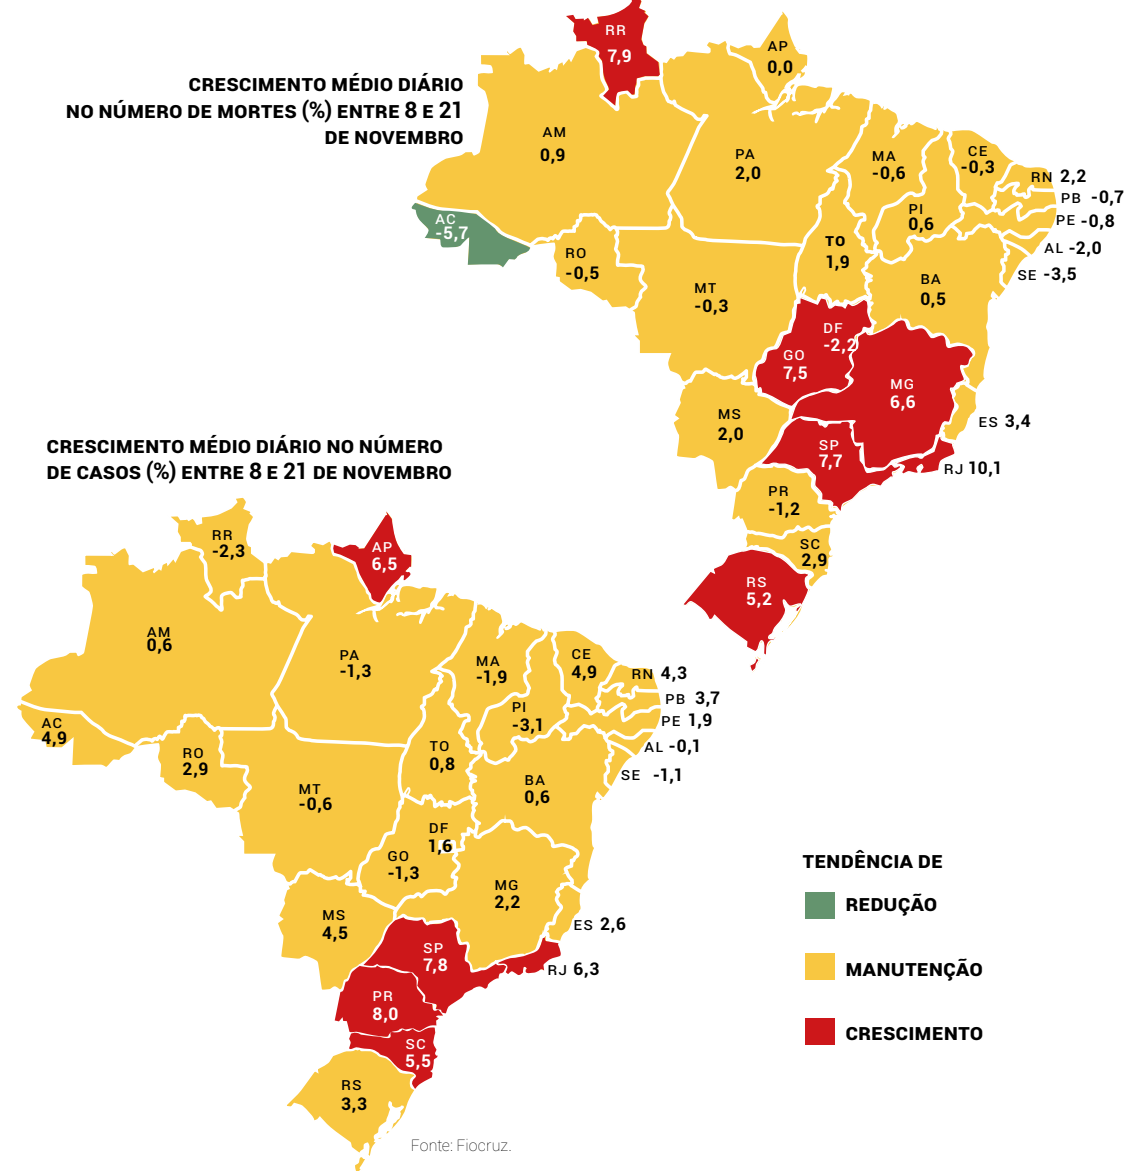 CRESCIMENTO MÉDIO DIÁRIO
NO NÚMERO DE MORTES (%) ENTRE 8 E 21
DE NOVEMBRO
RR
7,9
AP
0,0
AM
0,9
PA
2,0
MA
-0,6
CE
-0,3
RN 2,2
PB -0,7
PE -0,8
AL -2,0
SE -3,5
PI
0,6
AC
-5,7
RO
-0,5
TO
1,9
BA
0,5
MT
-0,3
DF
-2,2
GO
7,5
MG
6,6
ES 3,4
MS
2,0
SP
7,7
RJ 10,1
PR
-1,2
SC
2,9
RS
5,2
CRESCIMENTO MÉDIO DIÁRIO NO NÚMERO
DE CASOS (%) ENTRE 8 E 21 DE NOVEMBRO
RR
-2,3
AP
6,5
AM
0,6
PA
-1,3
MA
-1,9
CE
4,9
RN 4,3
PB 3,7
PE 1,9
AL -0,1
SE -1,1
PI
-3,1
AC
4,9
RO
2,9
TO
0,8
BA
0,6
MT
-0,6
DF
1,6
GO
-1,3
MG
2,2
ES 2,6
MS
4,5
SP
7,8
RJ 6,3
PR
8,0
SC
5,5
RS
3,3
TENDÊNCIA DE
REDUÇÃO
MANUTENÇÃO
CRESCIMENTO
Fonte: Fiocruz.